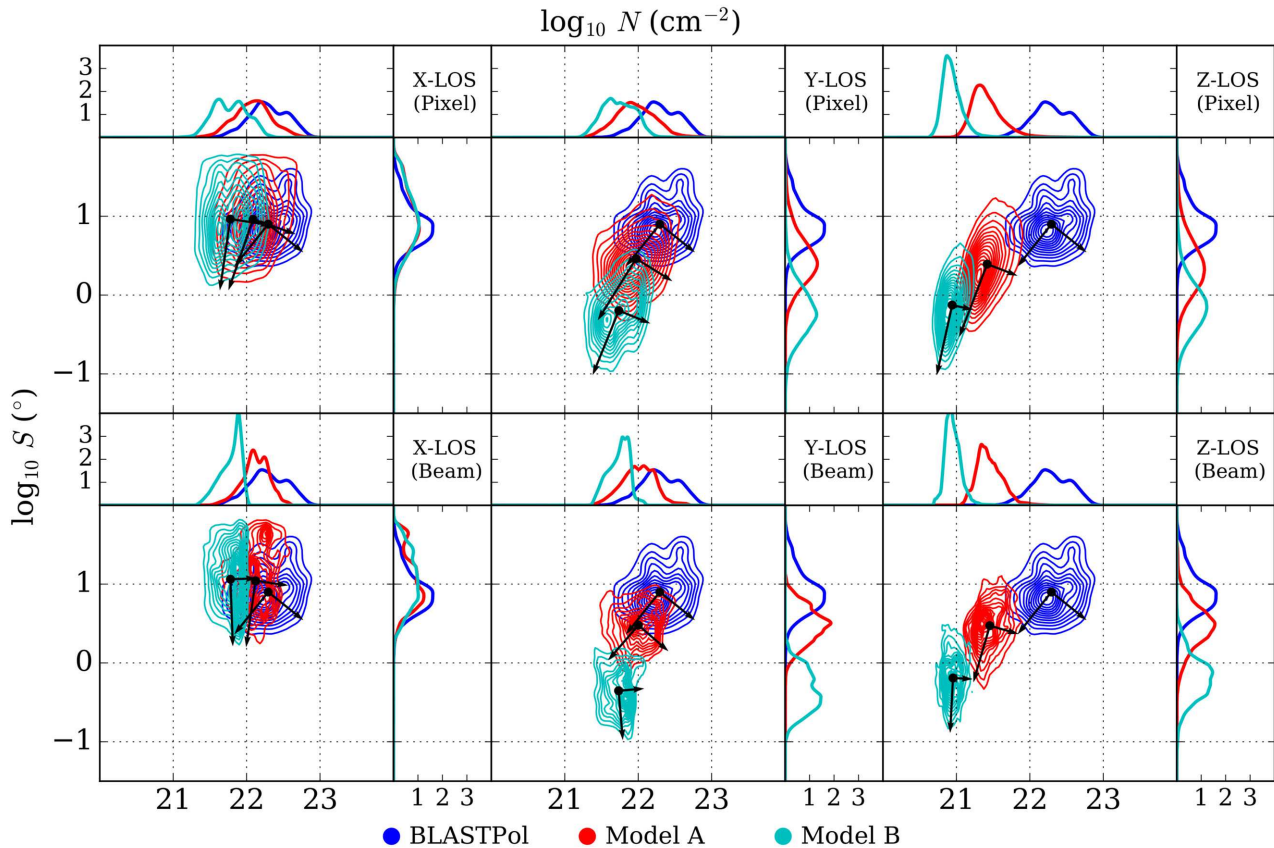 log₁₀ N (cm⁻²)
3
2
1
X-LOS
(Pixel)
Y-LOS
(Pixel)
Z-LOS
(Pixel)
1
0
−1
log₁₀ S (°)
3
2
1
X-LOS
(Beam)
Y-LOS
(Beam)
Z-LOS
(Beam)
1
0
−1
21 22 23 1 2 3 21 22 23 1 2 3 21 22 23 1 2 3
BLASTPol Model A Model B